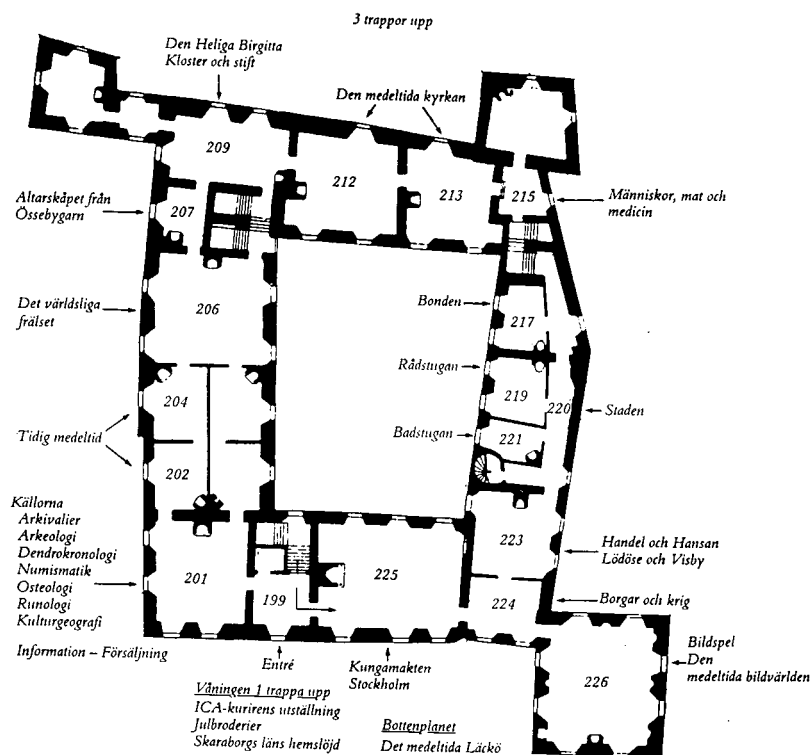 3 trappor upp
Den Heliga Birgitta
Kloster och stift
Den medeltida kyrkan
209
212
213
215
Människor, mat och
medicin
Altarskåpet från
Össebygarn
207
Bonden
217
Det världsliga
frälset
206
Rådstugan
219
220
Staden
204
Badstugan
221
Tidig medeltid
202
Källorna
Arkivalier
Arkeologi
Dendrokronologi
Numismatik
Osteologi
Runologi
Kulturgeografi
201
199
225
223
Handel och Hansan
Lödöse och Visby
224
Borgar och krig
Information – Försäljning
Entré
Kungamakten
Stockholm
226
Bildspel
Den
medeltida bildvärlden
Våningen 1 trappa upp
ICA-kurirens utställning
Julbroderier
Skaraborgs läns hemslöjd
Bottenplanet
Det medeltida Läckö